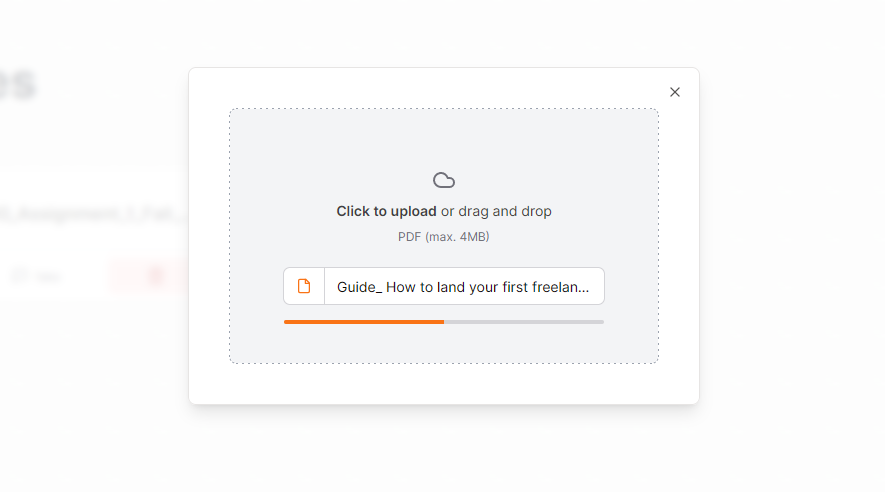 Click to upload or drag and drop
PDF (max. 4MB)
Guide_ How to land your first freelan...